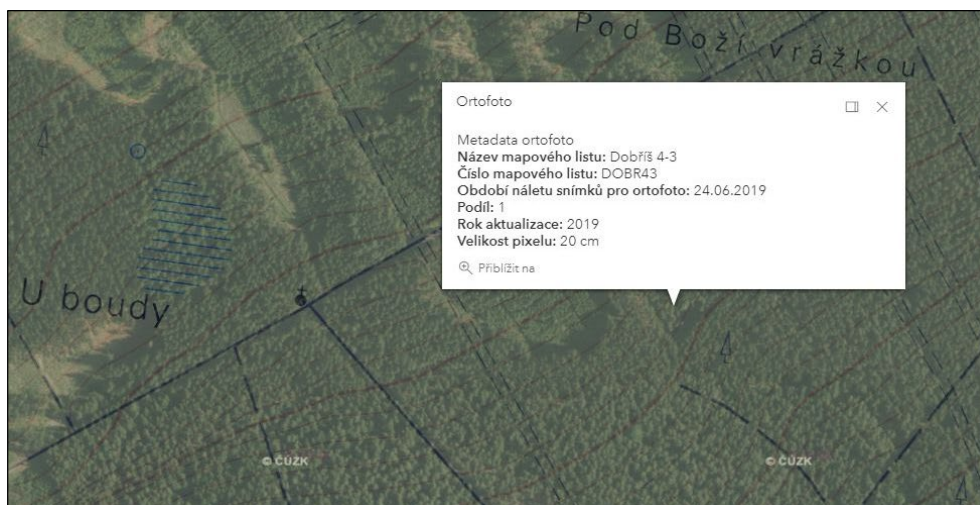 Pod Boží vrážkou
Ortofoto
Metadata ortofoto
Název mapového listu: Dobříš 4-3
Číslo mapového listu: DOBR43
Období náletu snímků pro ortofoto: 24.06.2019
Podíl: 1
Rok aktualizace: 2019
Velikost pixelu: 20 cm
Přiblížit na
U boudy
© ČÚZK
© ČÚZK